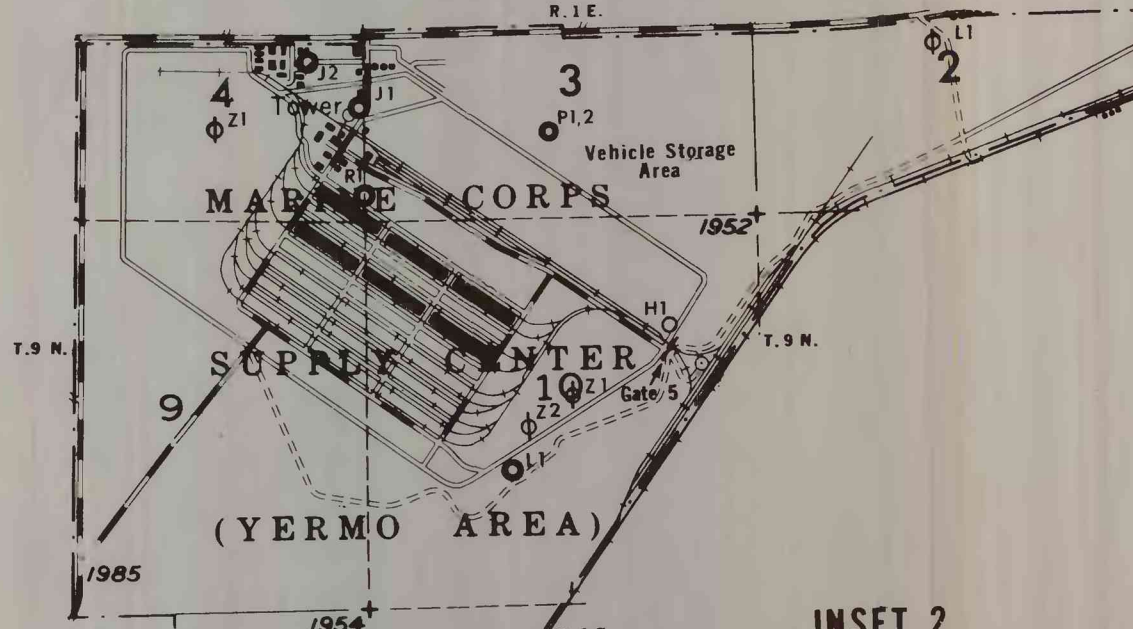 R. 1 E.
L1
J2
3
2
4
J1
Tower
Z1
P1,2
Vehicle Storage
Area
R1
MARINE CORPS
1952
H1
T. 9 N.
T. 9 N.
SUPPLY CENTER
10
Z1
Gate 5
9
Z2
L1
(YERMO AREA)
1985
1954
INSET 2